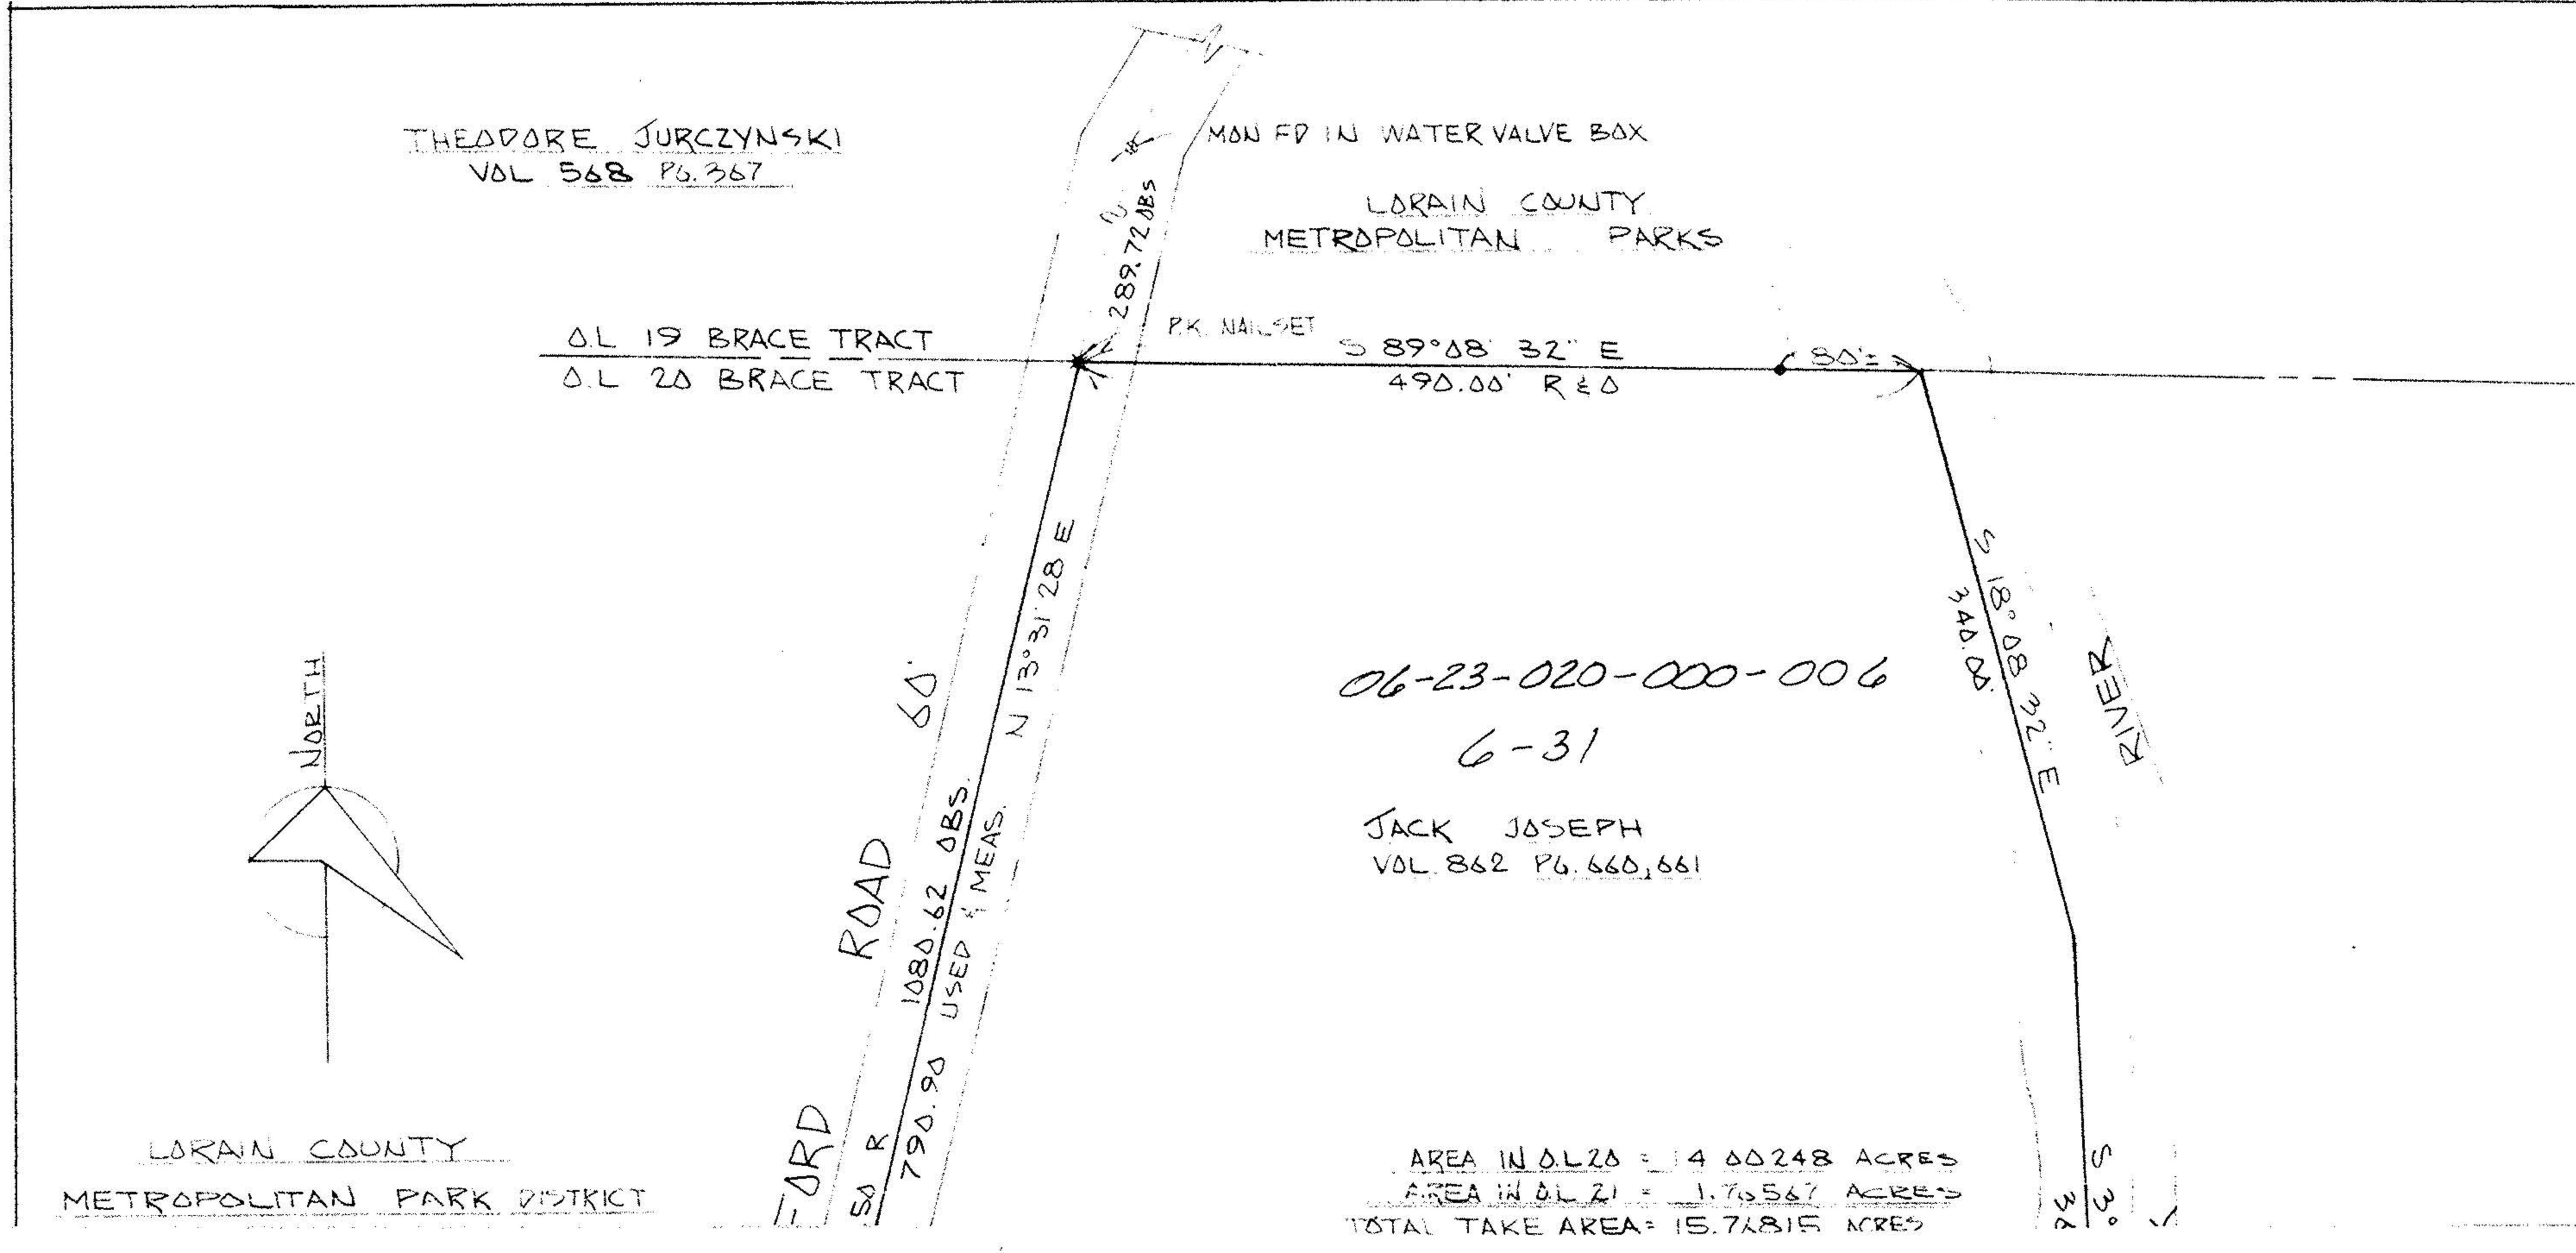 THEODORE JURCZYNSKI
VOL 568 PG. 367
MON FD IN WATER VALVE BOX
LORAIN COUNTY
METROPOLITAN PARKS
289.72 OBS
P.K. NAIL SET
O.L 19 BRACE TRACT
O.L 20 BRACE TRACT
S 89°08' 32" E
490.00' R & O
80'±
N 13°31' 28 E
1080.62 OBS.
790.90 USED & MEAS.
50 R
60'
ROAD
S 18°08 32" E
340.00'
RIVER
NORTH
06-23-020-000-006
6-31
JACK JOSEPH
VOL. 862 PG. 660,661
LORAIN COUNTY
METROPOLITAN PARK DISTRICT
AREA IN O.L 20 = 14 00248 ACRES
AREA IN O.L 21 = 1.76567 ACRES
TOTAL TAKE AREA = 15.76815 ACRES
S 3°